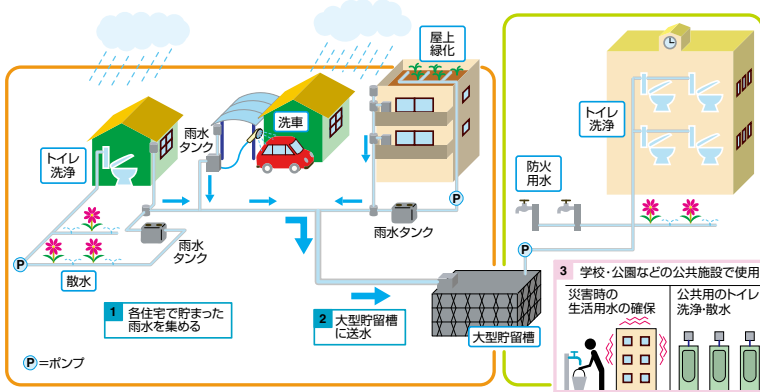 屋上
緑化
洗車
雨水
タンク
トイレ
洗浄
トイレ
洗浄
防火
用水
P
雨水タンク
雨水
タンク
P
P
散水
1 各住宅で貯まった
雨水を集める
2 大型貯留槽
に送水
大型貯留槽
3 学校・公園などの公共施設で使用
災害時の
生活用水の確保
公共用のトイレ
洗浄・散水
P=ポンプ